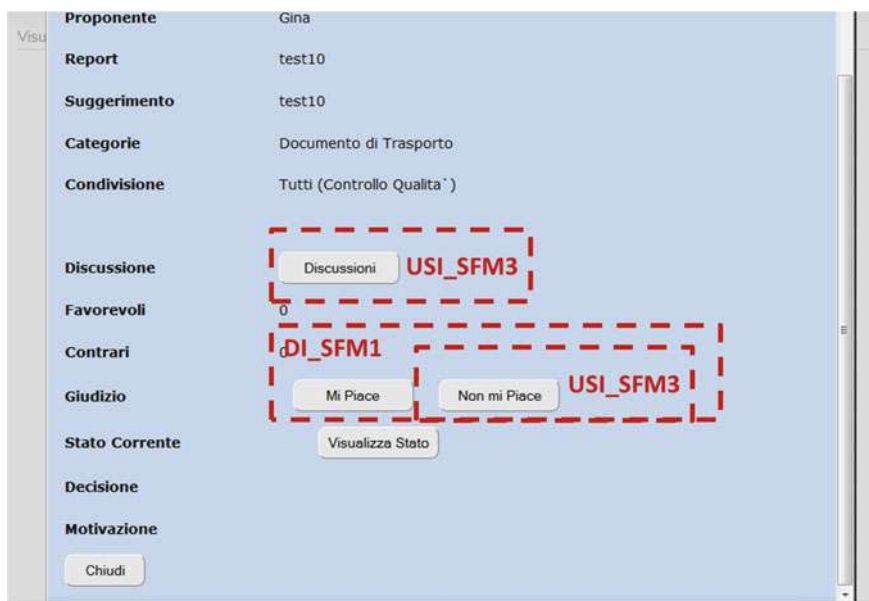 Proponente Gina
Visu
Report test10
Suggerimento test10
Categorie Documento di Trasporto
Condivisione Tutti (Controllo Qualita`)
Discussione Discussioni USI_SFM3
Favorevoli 0
Contrari 0 DI_SFM1
Giudizio Mi Piace Non mi Piace USI_SFM3
Stato Corrente Visualizza Stato
Decisione
Motivazione
Chiudi